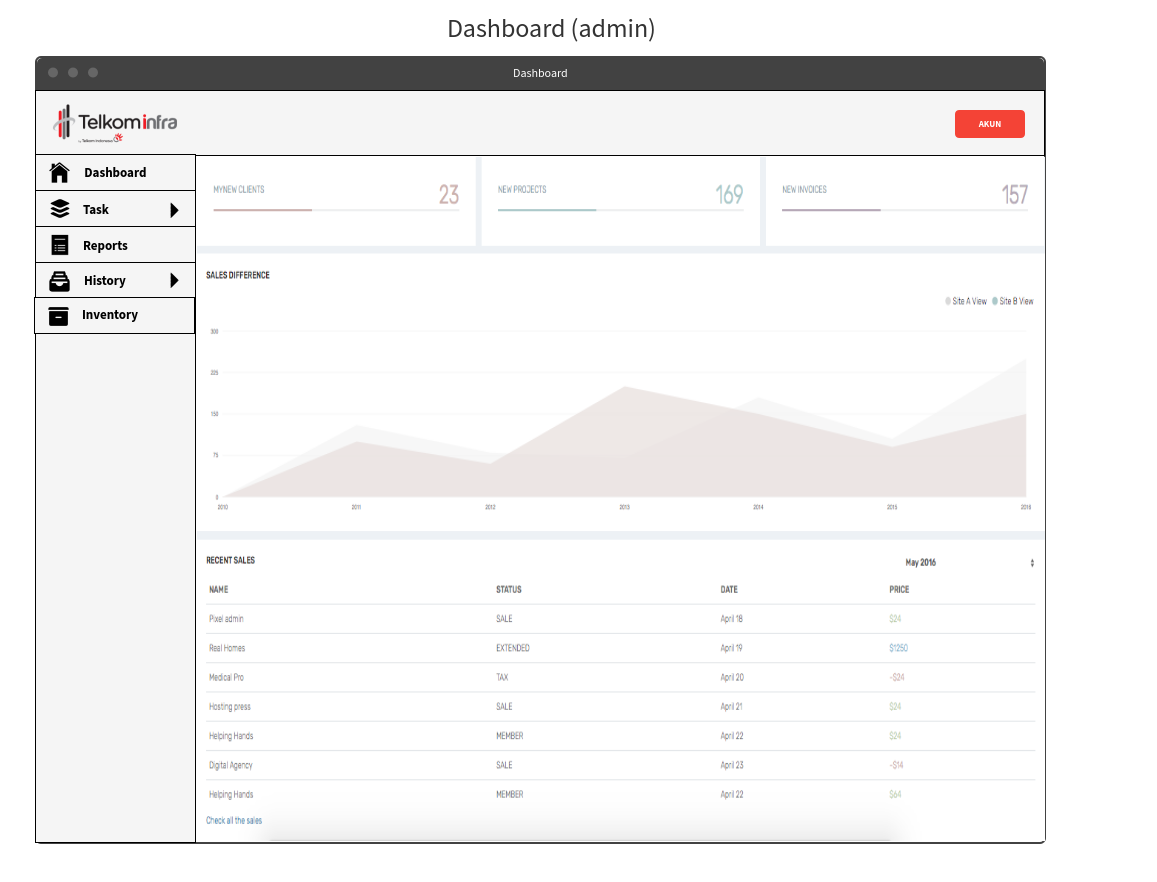 Dashboard (admin)
Dashboard
Telkominfra
by Telkom Indonesia
AKUN
Dashboard
Task
Reports
History
Inventory
MYNEW CLIENTS 23
NEW PROJECTS 169
NEW INVOICES 157
SALES DIFFERENCE
Site A View Site B View
300
225
150
75
0
2010 2011 2012 2013 2014 2015 2016
RECENT SALES May 2016
NAME STATUS DATE PRICE
Pixel admin SALE April 18 $24
Real Homes EXTENDED April 19 $1250
Medical Pro TAX April 20 -$24
Hosting press SALE April 21 $24
Helping Hands MEMBER April 22 $24
Digital Agency SALE April 23 -$14
Helping Hands MEMBER April 22 $64
Check all the sales